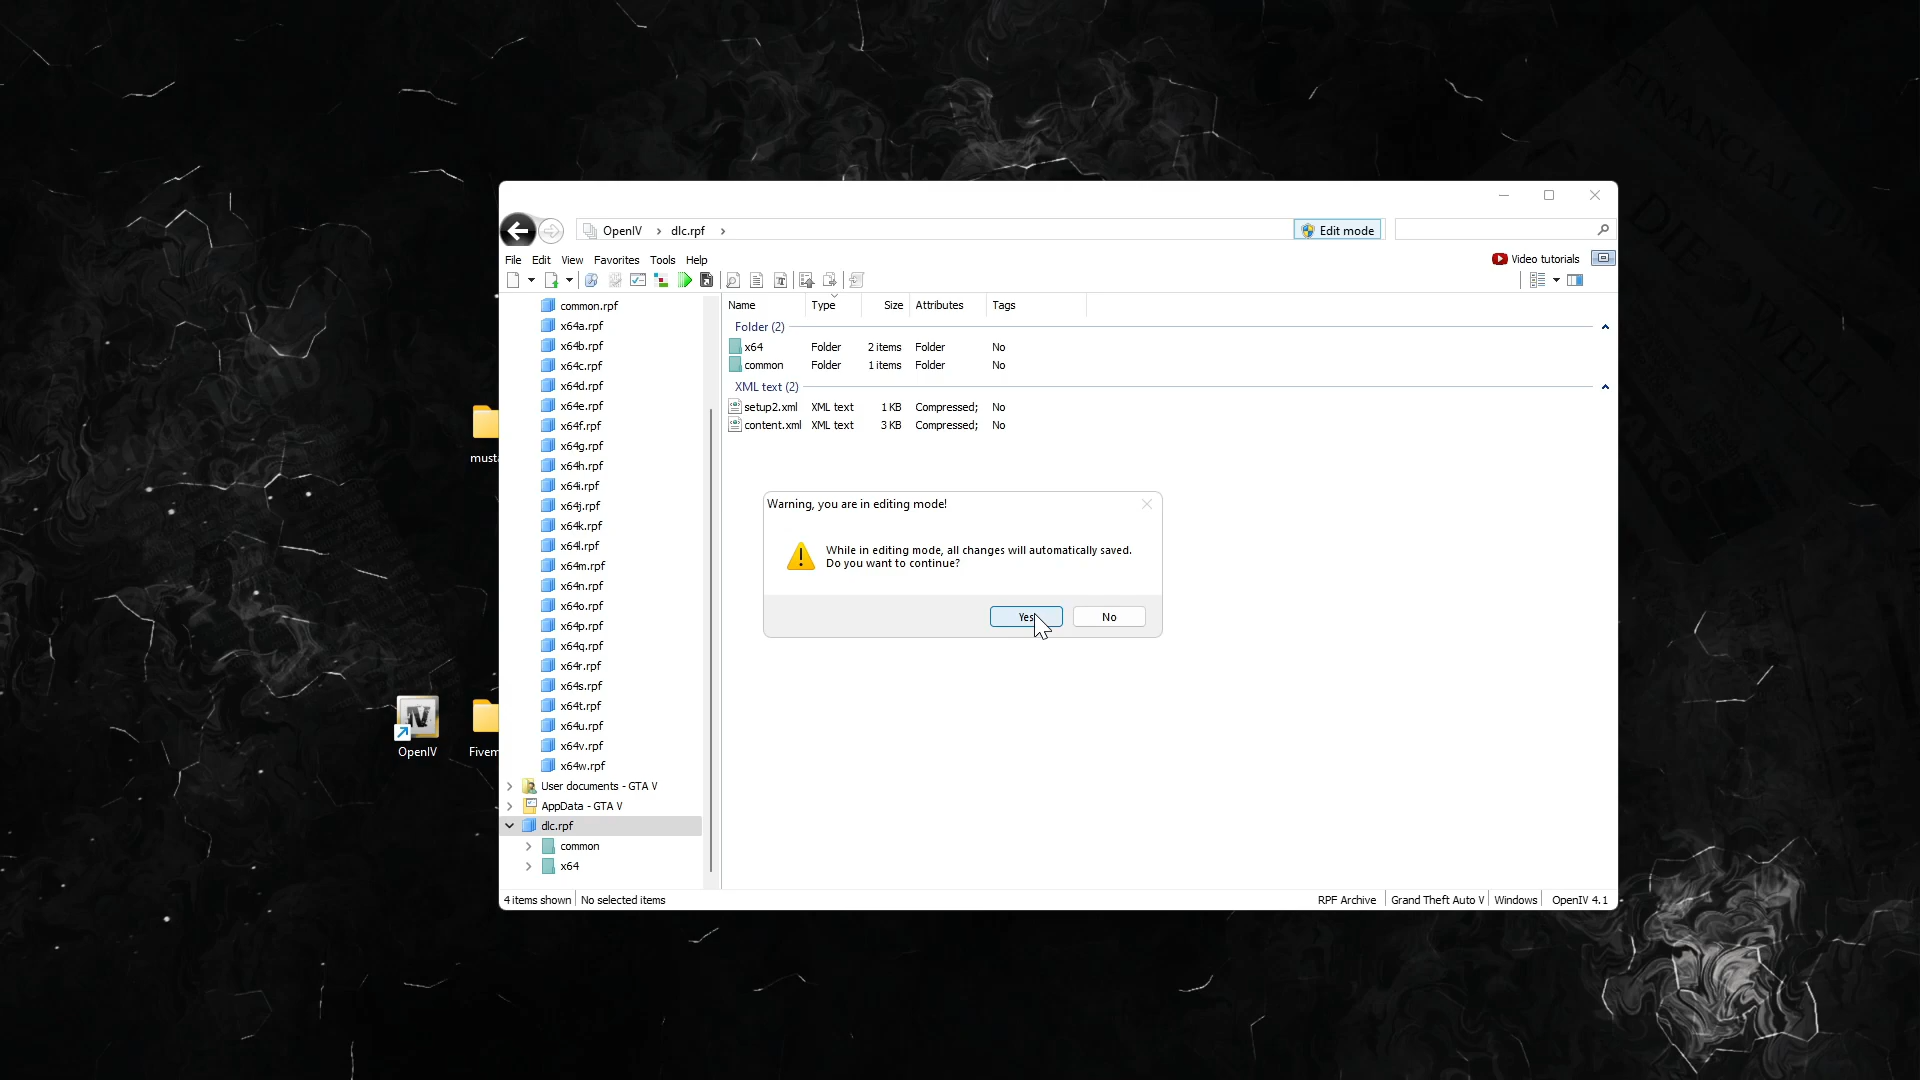 OpenIV › dlc.rpf ›
Edit mode
File Edit View Favorites Tools Help
Video tutorials
common.rpf
x64a.rpf
x64b.rpf
x64c.rpf
x64d.rpf
x64e.rpf
x64f.rpf
x64g.rpf
x64h.rpf
x64i.rpf
x64j.rpf
x64k.rpf
x64l.rpf
x64m.rpf
x64n.rpf
x64o.rpf
x64p.rpf
x64q.rpf
x64r.rpf
x64s.rpf
x64t.rpf
x64u.rpf
x64v.rpf
x64w.rpf
User documents - GTA V
AppData - GTA V
dlc.rpf
common
x64
Name Type Size Attributes Tags
Folder (2)
x64 Folder 2 items Folder No
common Folder 1 items Folder No
XML text (2)
setup2.xml XML text 1 KB Compressed; No
content.xml XML text 3 KB Compressed; No
Warning, you are in editing mode!
While in editing mode, all changes will automatically saved.
Do you want to continue?
Yes No
4 items shown No selected items
RPF Archive Grand Theft Auto V Windows OpenIV 4.1
musta
OpenIV
Fivem
FINANCIAL
DIE WELT